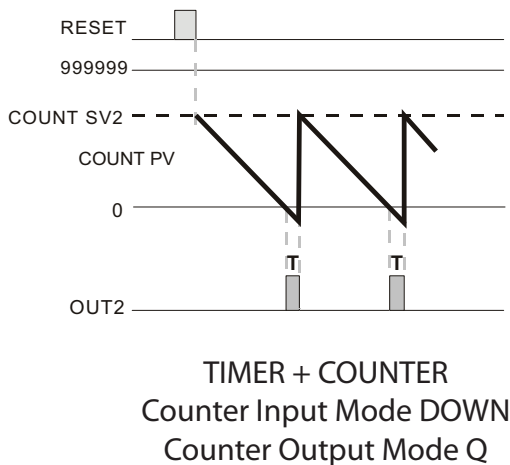 RESET
999999
COUNT SV2
COUNT PV
0
T T
OUT2
TIMER + COUNTER
Counter Input Mode DOWN
Counter Output Mode Q